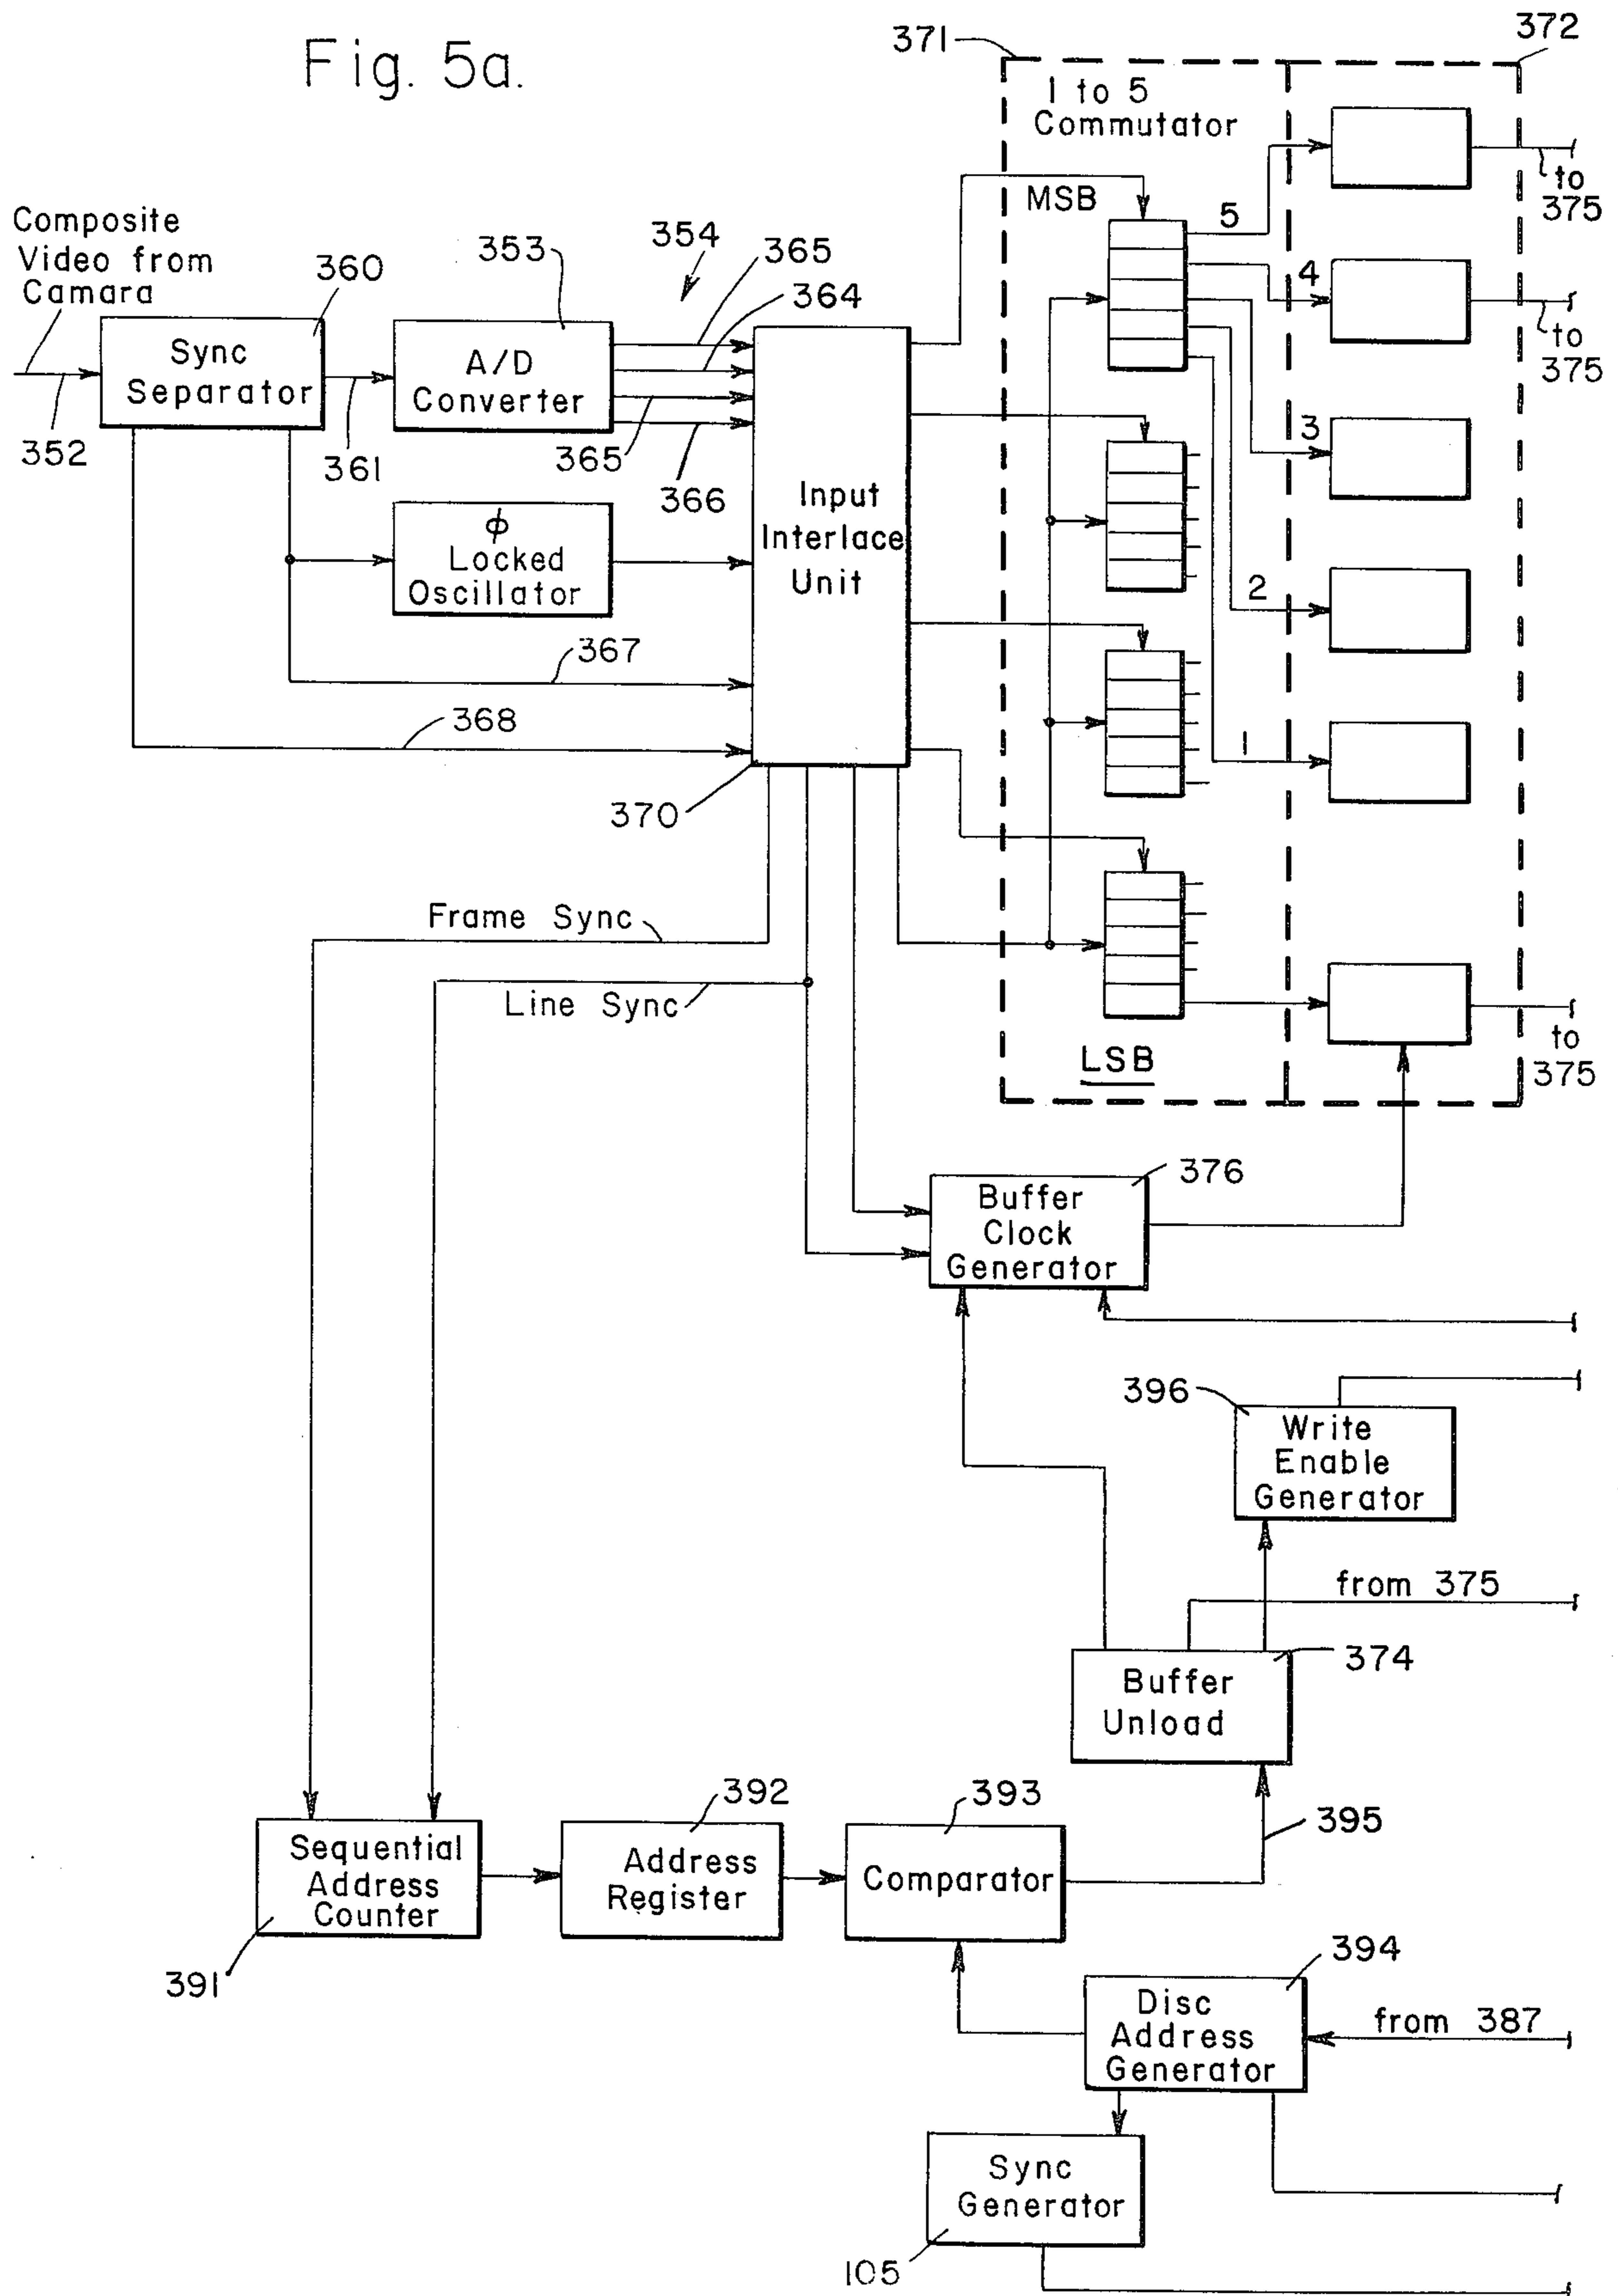 Fig. 5a.
371
372
1 to 5
Commutator
MSB
5
to
375
Composite
Video from
Camara
360
353
354
365
364
4
to
375
Sync
Separator
A/D
Converter
352
361
365
366
3
Input
Interlace
Unit
ϕ
Locked
Oscillator
2
367
1
368
370
Frame Sync
Line Sync
LSB
to
375
376
Buffer
Clock
Generator
396
Write
Enable
Generator
from 375
374
Buffer
Unload
392
393
395
Sequential
Address
Counter
Address
Register
Comparator
391
394
Disc
Address
Generator
from 387
Sync
Generator
105